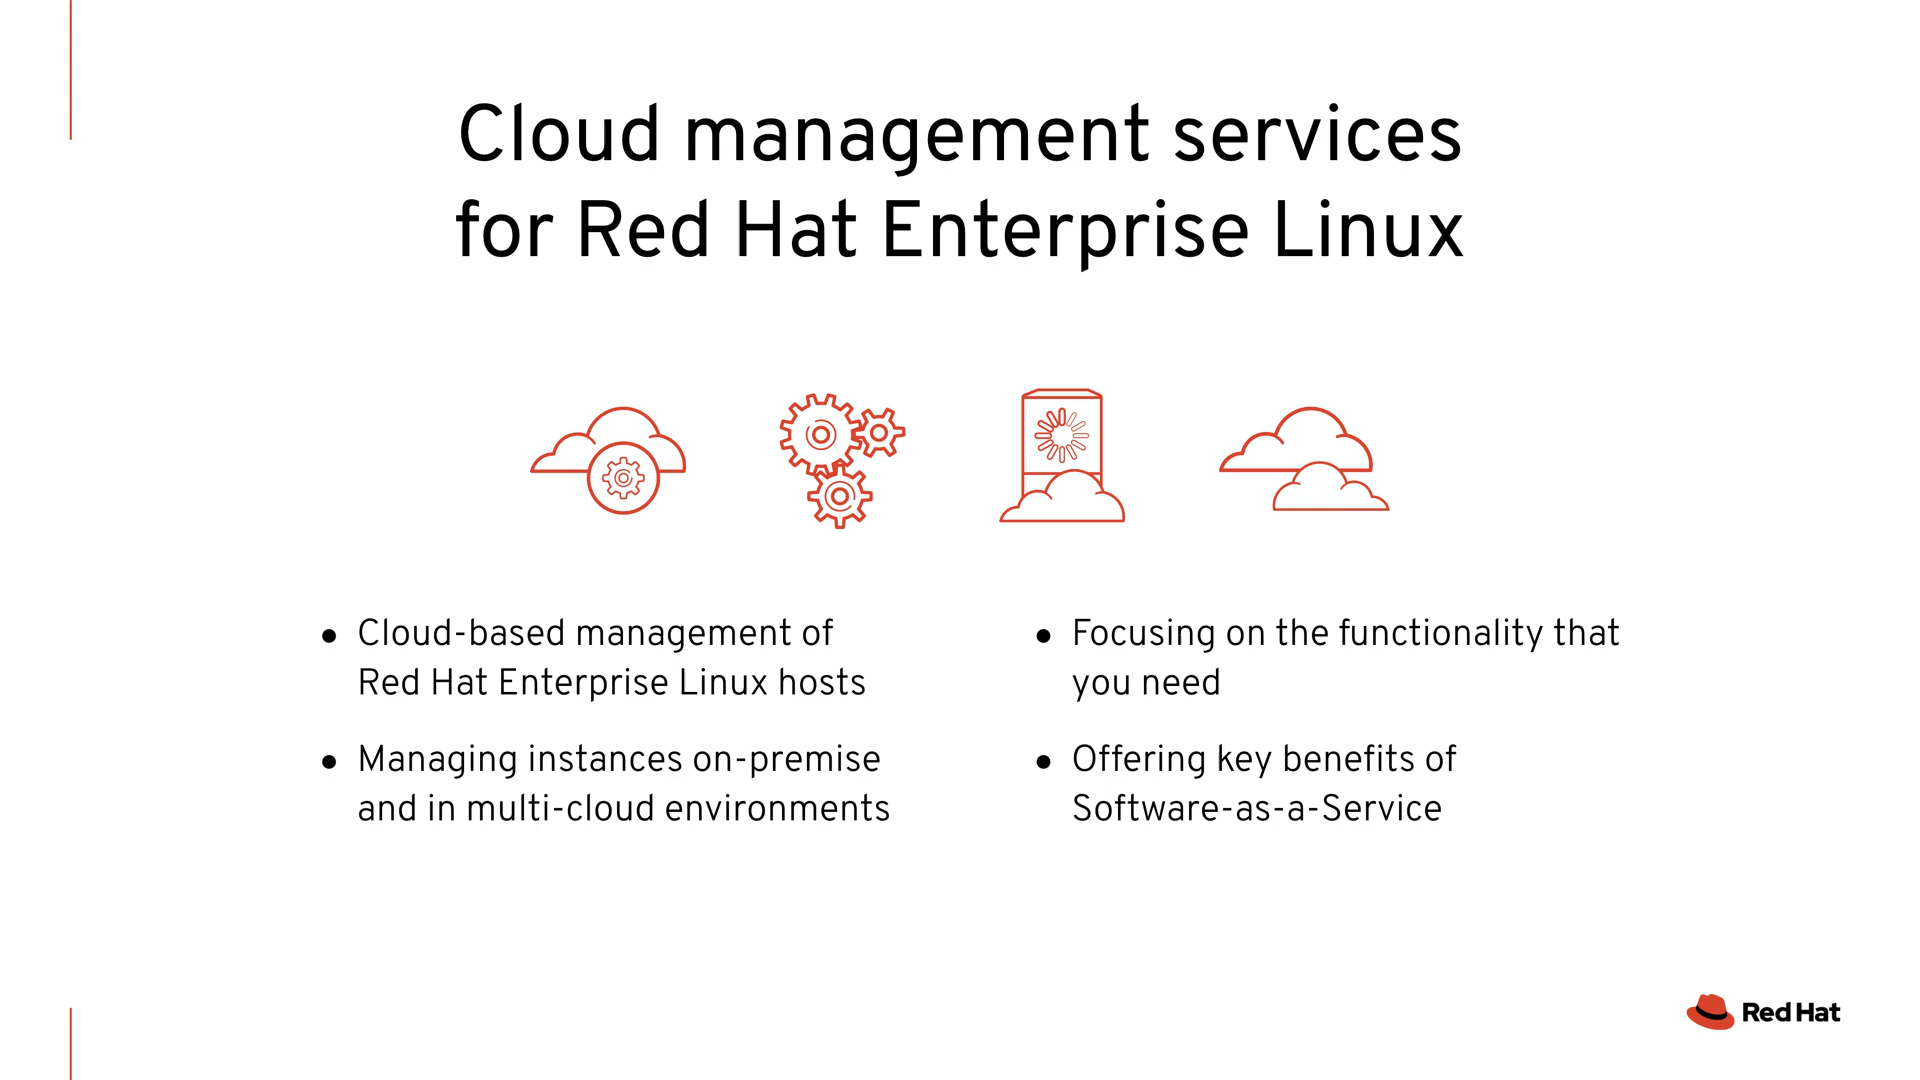 Cloud management services
for Red Hat Enterprise Linux
● Cloud-based management of
Red Hat Enterprise Linux hosts
● Managing instances on-premise
and in multi-cloud environments
● Focusing on the functionality that
you need
● Offering key benefits of
Software-as-a-Service
Red Hat